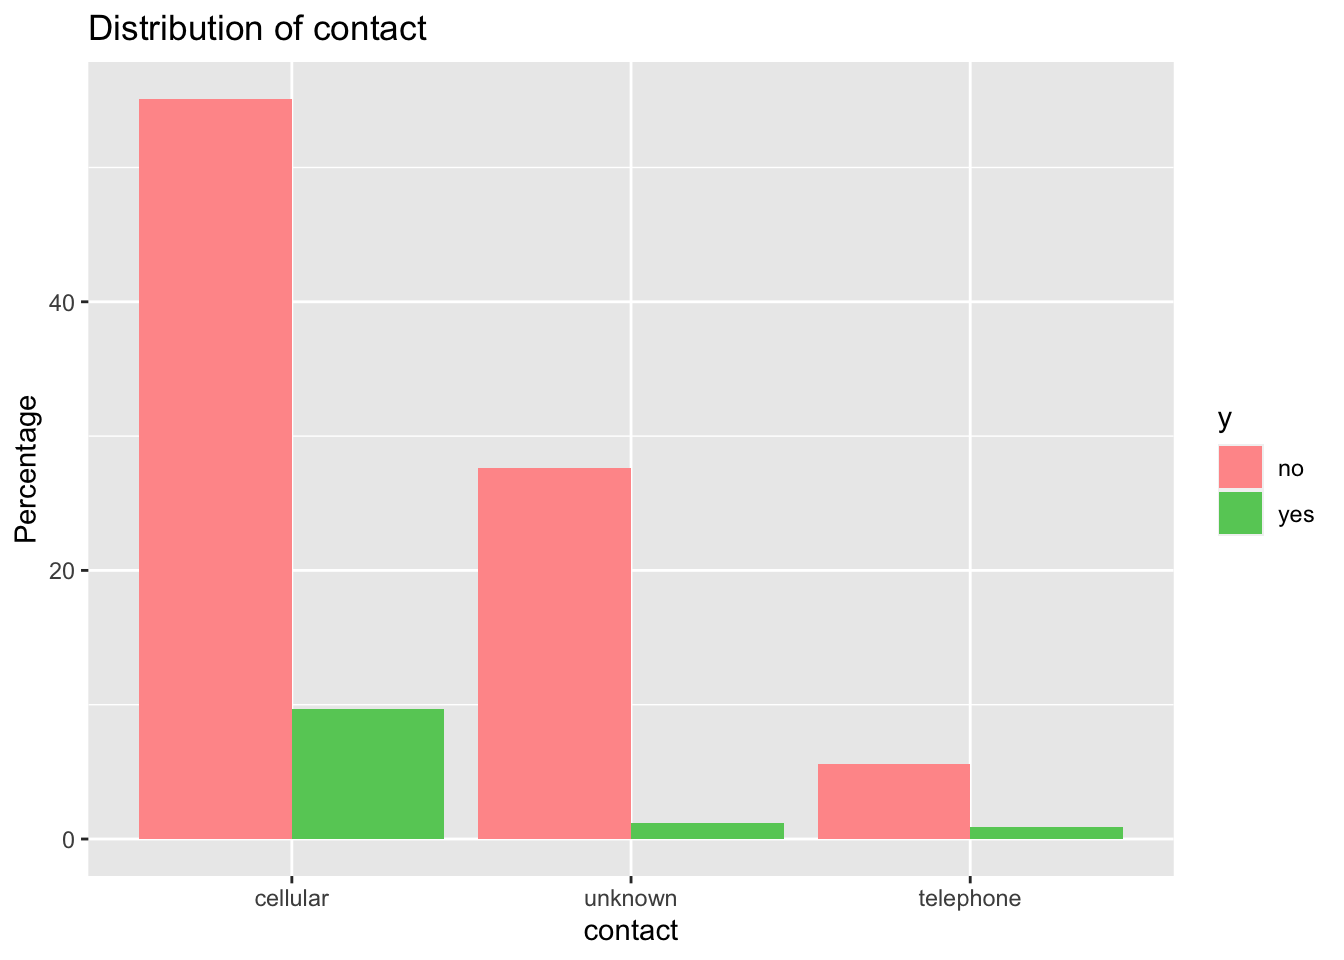 Distribution of contact
Percentage
40
20
0
cellular
unknown
telephone
contact
y
no
yes